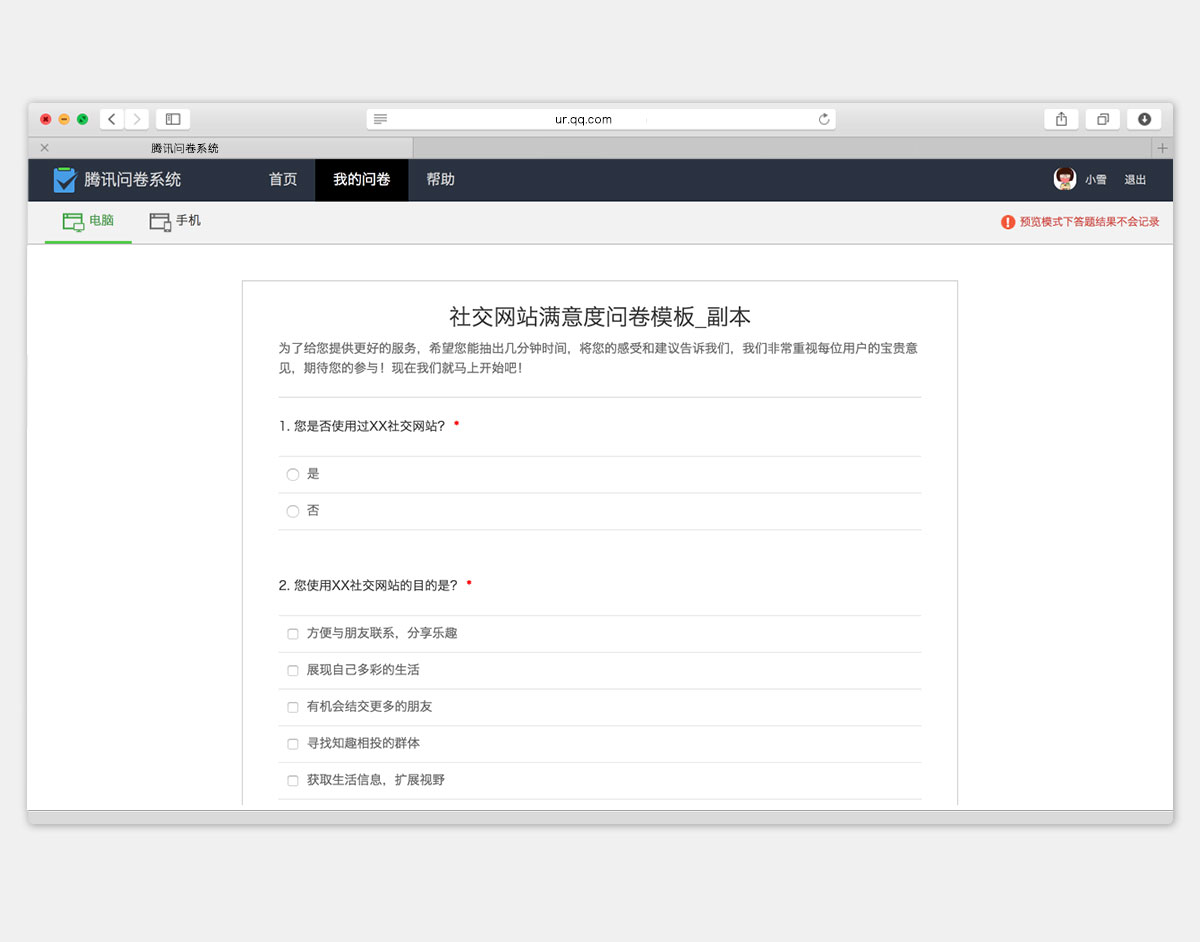 ur.qq.com
腾讯问卷系统
腾讯问卷系统 首页 我的问卷 帮助 小雪 退出
电脑 手机 预览模式下答题结果不会记录
社交网站满意度问卷模板_副本
为了给您提供更好的服务，希望您能抽出几分钟时间，将您的感受和建议告诉我们，我们非常重视每位用户的宝贵意
见，期待您的参与！现在我们就马上开始吧！
1. 您是否使用过XX社交网站？ *
是
否
2. 您使用XX社交网站的目的是？ *
方便与朋友联系，分享乐趣
展现自己多彩的生活
有机会结交更多的朋友
寻找知趣相投的群体
获取生活信息，扩展视野